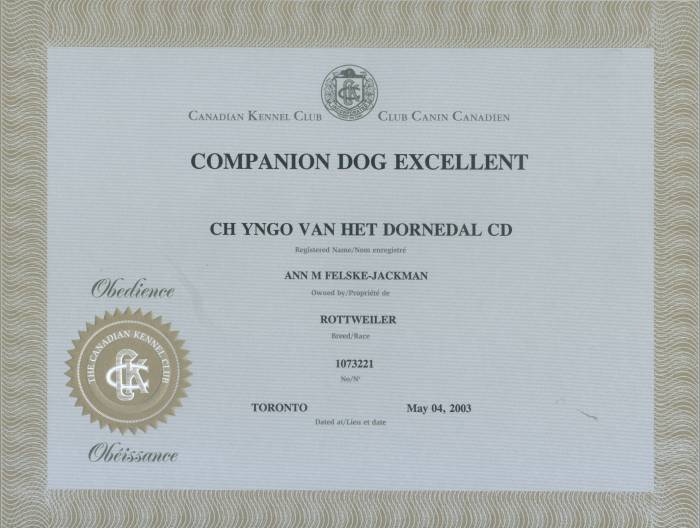 CANADIAN KENNEL CLUB CLUB CANIN CANADIEN
COMPANION DOG EXCELLENT
CH YNGO VAN HET DORNEDAL CD
Registered Name/Nom enregistré
ANN M FELSKE-JACKMAN
Owned by/Propriété de
ROTTWEILER
Breed/Race
1073221
No/Nº
TORONTO May 04, 2003
Dated at/Lieu et date
Obedience
THE CANADIAN KENNEL CLUB
CKC
Obéissance